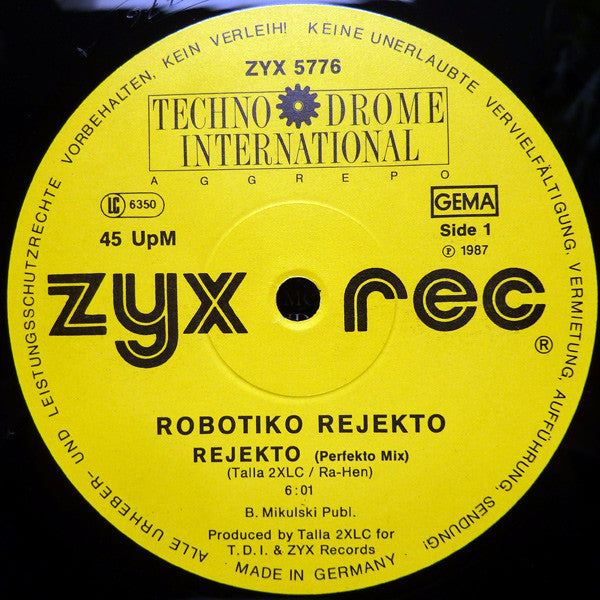 ALLE URHEBER- UND LEISTUNGSSCHUTZRECHTE VORBEHALTEN, KEIN VERLEIH! KEINE UNERLAUBTE VERVIELFÄLTIGUNG, VERMIETUNG, AUFFÜHRUNG, SENDUNG!
ZYX 5776
TECHNO DROME
INTERNATIONAL
AGGREPO
LC 6350
GEMA
45 UpM
Side 1
℗ 1987
zyx rec ®
ROBOTIKO REJEKTO
REJEKTO (Perfekto Mix)
(Talla 2XLC / Ra-Hen)
6:01
B. Mikulski Publ.
Produced by Talla 2XLC for
T. D. I. & ZYX Records
MADE IN GERMANY